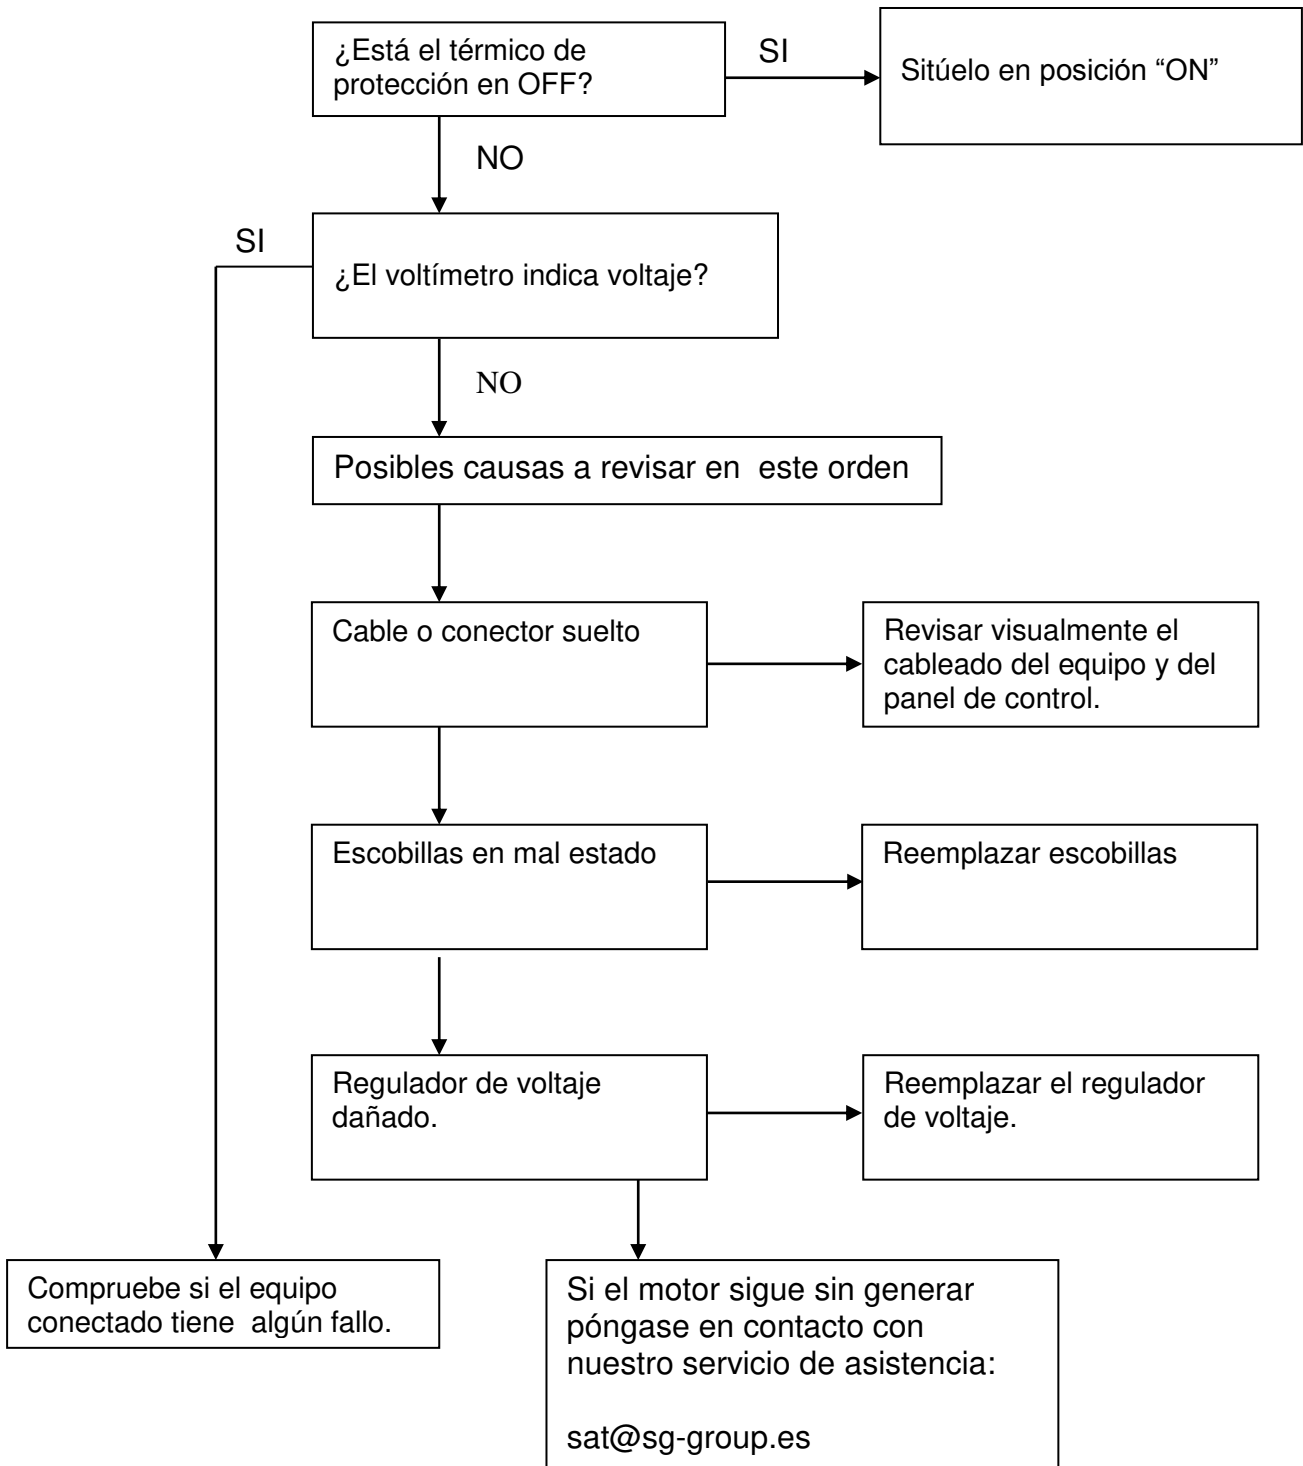 ¿Está el térmico de
protección en OFF?
SI
Sitúelo en posición “ON”
NO
SI
¿El voltímetro indica voltaje?
NO
Posibles causas a revisar en  este orden
Cable o conector suelto
Revisar visualmente el
cableado del equipo y del
panel de control.
Escobillas en mal estado
Reemplazar escobillas
Regulador de voltaje
dañado.
Reemplazar el regulador
de voltaje.
Compruebe si el equipo
conectado tiene  algún fallo.
Si el motor sigue sin generar
póngase en contacto con
nuestro servicio de asistencia:
sat@sg-group.es